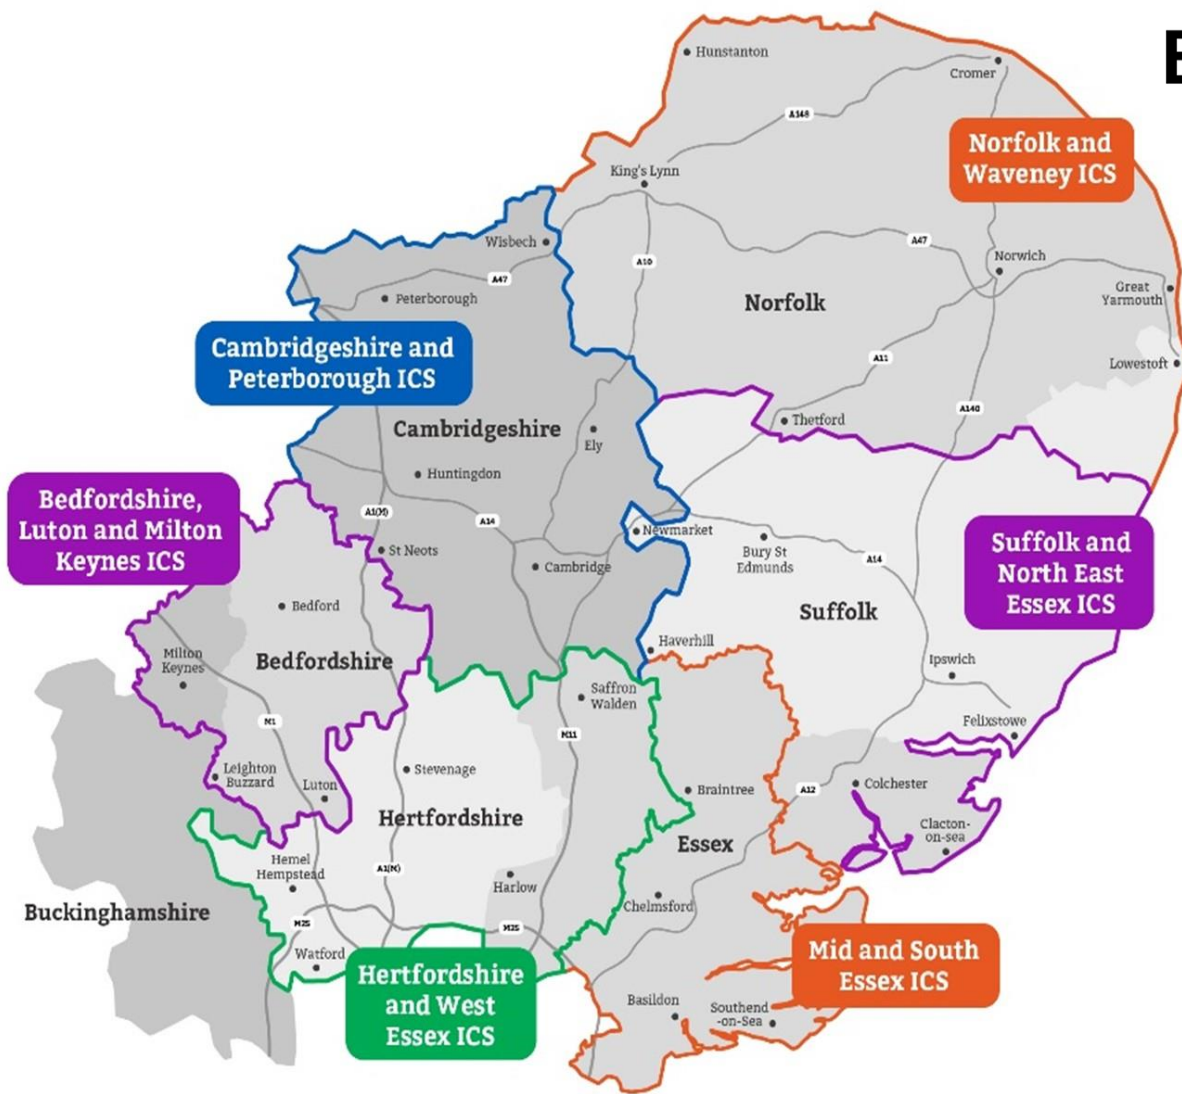 E
Hunstanton
Cromer
A148
Norfolk and
Waveney ICS
King's Lynn
Wisbech
A47
A10
A47
Norwich
Peterborough
Great
Yarmouth
Norfolk
Cambridgeshire and
Peterborough ICS
A11
Lowestoft
A140
Thetford
Cambridgeshire
Ely
Huntingdon
Bedfordshire,
Luton and Milton
Keynes ICS
A1(M)
A14
Newmarket
Bury St
Edmunds
A14
Suffolk and
North East
Essex ICS
St Neots
Cambridge
Bedford
Suffolk
Haverhill
Milton
Keynes
Bedfordshire
Ipswich
Saffron
Walden
M1
M11
Felixstowe
Leighton
Buzzard
Luton
Stevenage
Braintree
A12
Colchester
Hertfordshire
Clacton-
on-sea
Essex
Hemel
Hempstead
A1(M)
Harlow
Chelmsford
Buckinghamshire
M25
M25
Watford
Hertfordshire
and West
Essex ICS
Mid and South
Essex ICS
Basildon
Southend
-on-Sea